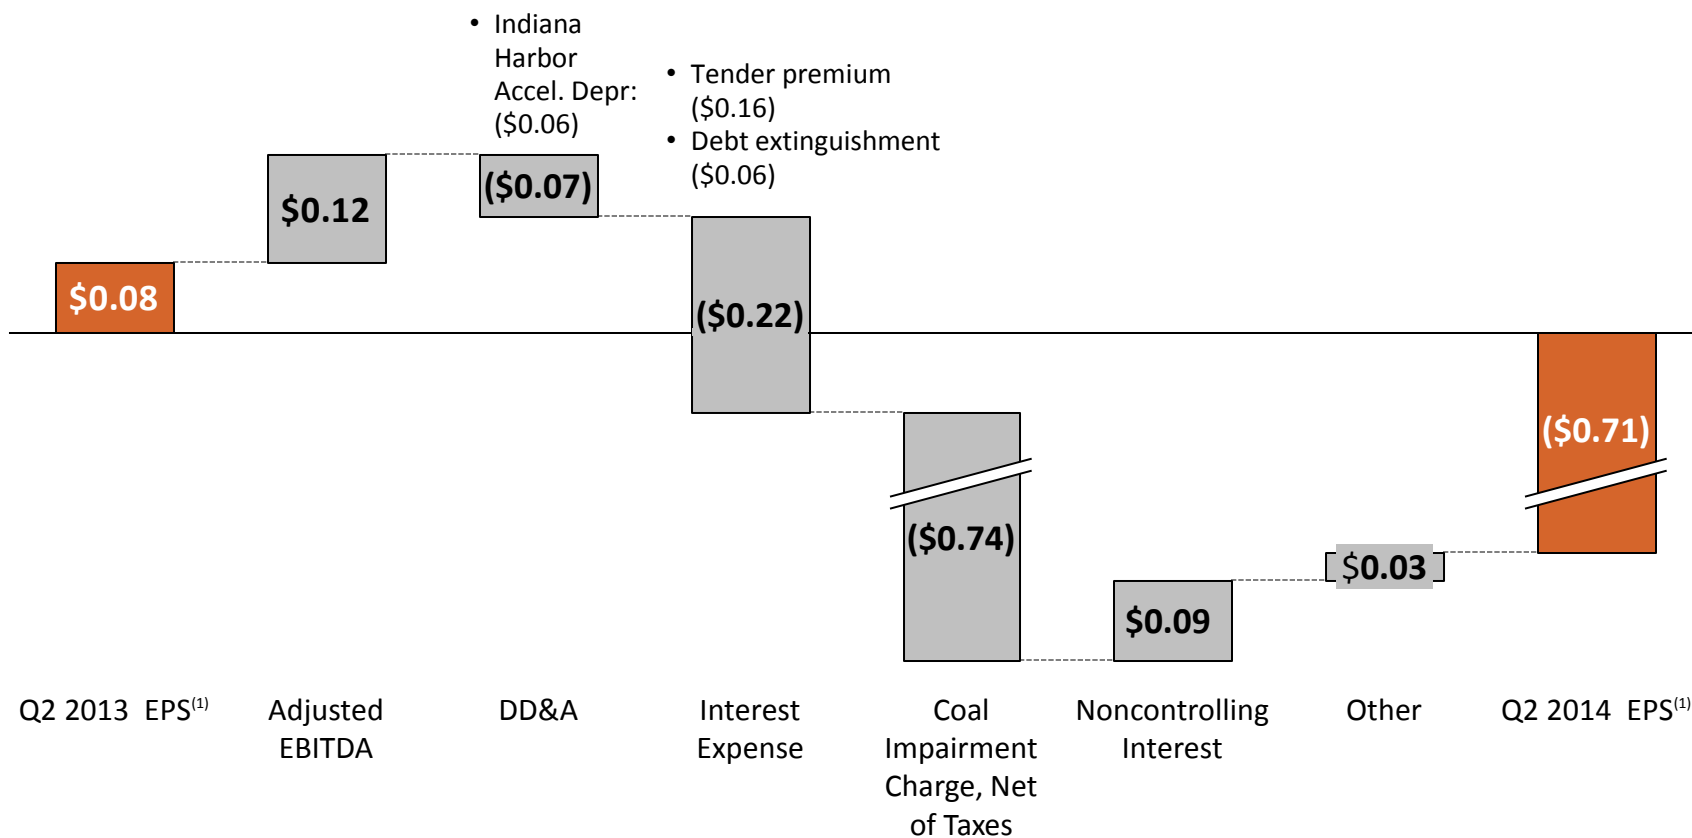 • Indiana
Harbor
Accel. Depr:
($0.06)
• Tender premium
($0.16)
• Debt extinguishment
($0.06)
$0.08
$0.12
($0.07)
($0.22)
($0.74)
$0.09
$0.03
($0.71)
Q2 2013 EPS(1)
Adjusted
EBITDA
DD&A
Interest
Expense
Coal
Impairment
Charge, Net
of Taxes
Noncontrolling
Interest
Other
Q2 2014 EPS(1)